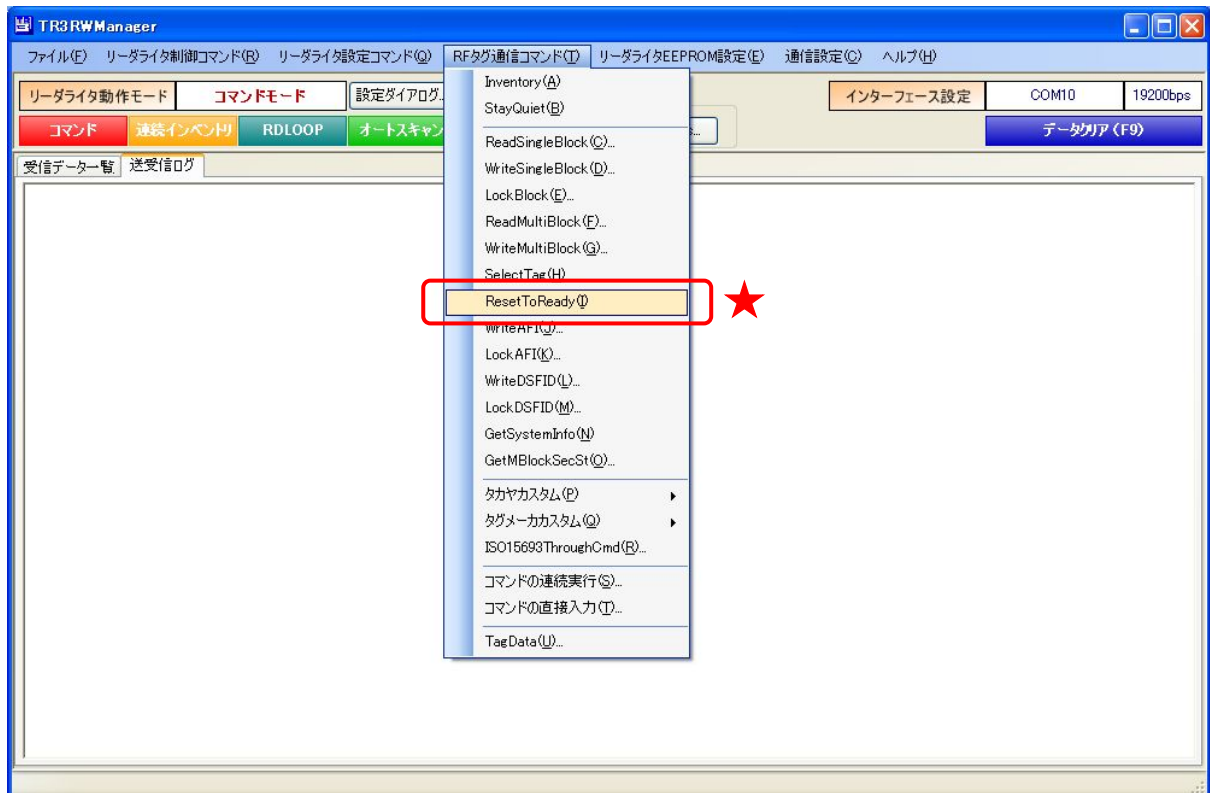 TR3RWManager
ファイル(F) リーダライタ制御コマンド(R) リーダライタ設定コマンド(Q) RFタグ通信コマンド(T) リーダライタEEPROM設定(E) 通信設定(C) ヘルプ(H)
リーダライタ動作モード コマンドモード 設定ダイアログ インターフェース設定 COM10 19200bps
コマンド 連続インベントリ RDLOOP オートスキャン データクリア(F9)
受信データ一覧 送受信ログ
Inventory(A)
StayQuiet(B)
ReadSingleBlock(C)...
WriteSingleBlock(D)...
LockBlock(E)...
ReadMultiBlock(F)...
WriteMultiBlock(G)...
SelectTag(H)
ResetToReady(I)
WriteAFI(J)...
LockAFI(K)...
WriteDSFID(L)...
LockDSFID(M)...
GetSystemInfo(N)
GetMBlockSecSt(O)...
タカヤカスタム(P)
タグメーカカスタム(Q)
ISO15693ThroughCmd(R)...
コマンドの連続実行(S)...
コマンドの直接入力(T)...
TagData(U)...